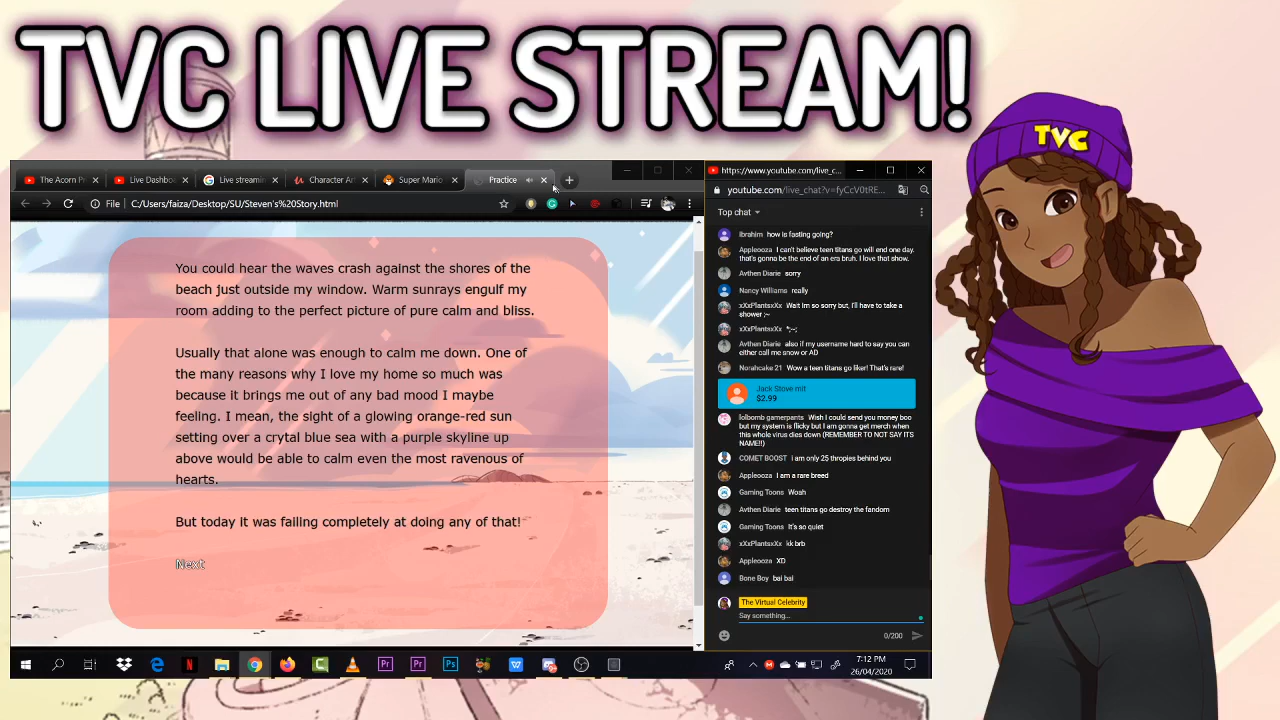 TVC LIVE STREAM!
TVC
The Acorn P
Live Dashbo
Live streami
Character Ar
Super Mario
Practice
https://www.youtube.com/live_c...
File
C:/Users/faiza/Desktop/SU/Steven's%20Story.html
youtube.com/live_chat?v=fyCcV0tRE...
Top chat
u could hear the waves crash against the shores of the
beach just outside my window. Warm sunrays engulf my
room adding to the perfect picture of pure calm and bliss.
Usually that alone was enough to calm me down. One of
the many reasons why I love my home so much was
because it brings me out of any bad mood I maybe
feeling. I mean, the sight of a glowing orange-red sun
setting over a crytal blue sea with a purple skyline up
above would be able to calm even the most ravenous of
hearts.
But today it was failing completely at doing any of that!
Next
ibrahim how is fasting going?
Appleooza I can't believe teen titans go will end one day.
that's gonna be the end of an era bruh. I love that show.
Avthen Diarie sorry
Nancy Williams really
xXxPlantsxXx Wait Im so sorry but, I'll have to take a
shower ;~
xXxPlantsxXx *;~;
Avthen Diarie also if my username hard to say you can
either call me snow or AD
Norahcake 21 Wow a teen titans go liker! That's rare!
Jack Stove mit
$2.99
lolbomb gamerpants Wish I could send you money boo
but my system is flicky but I am gonna get merch when
this whole virus dies down (REMEMBER TO NOT SAY ITS
NAME!!)
COMET BOOST i am only 25 thropies behind you
Appleooza I am a rare breed
Gaming Toons Woah
Avthen Diarie teen titans go destroy the fandom
Gaming Toons It's so quiet
xXxPlantsxXx kk brb
Appleooza XD
Bone Boy bai bai
The Virtual Celebrity
Say something...
0/200
7:12 PM
26/04/2020